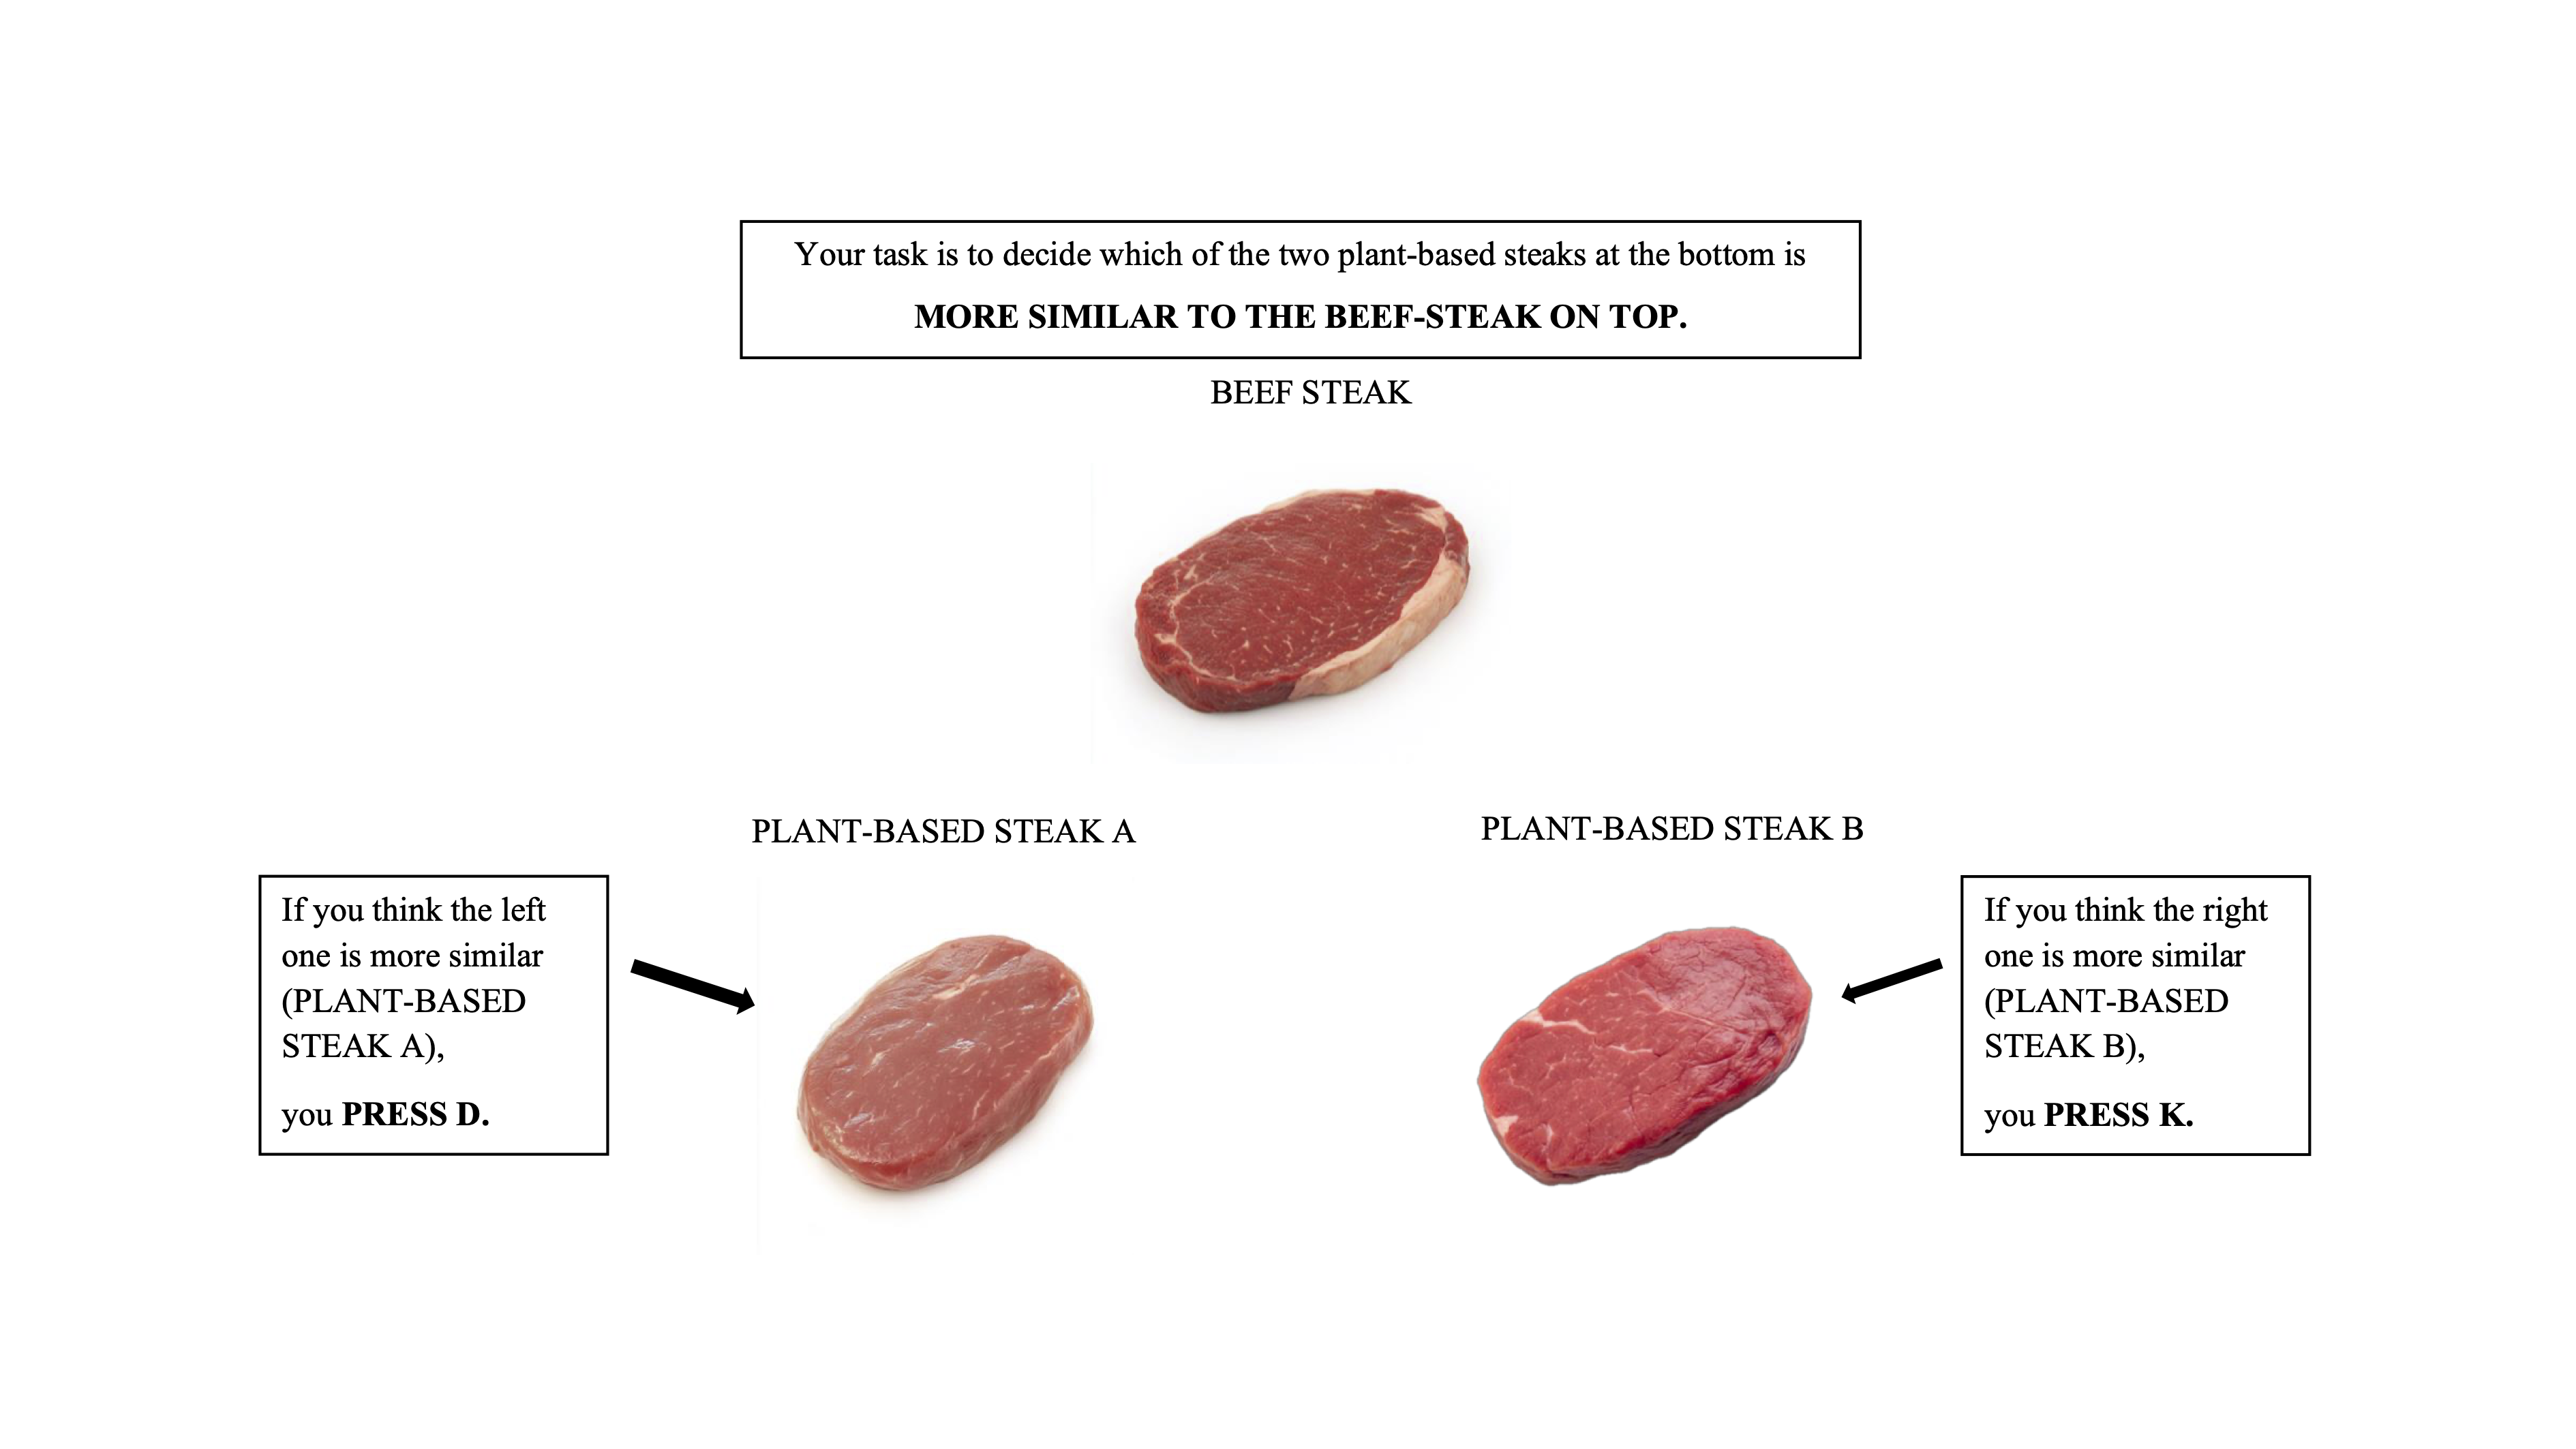 Your task is to decide which of the two plant-based steaks at the bottom is
MORE SIMILAR TO THE BEEF-STEAK ON TOP.
BEEF STEAK
PLANT-BASED STEAK A
PLANT-BASED STEAK B
If you think the left
one is more similar
(PLANT-BASED
STEAK A),
you PRESS D.
If you think the right
one is more similar
(PLANT-BASED
STEAK B),
you PRESS K.